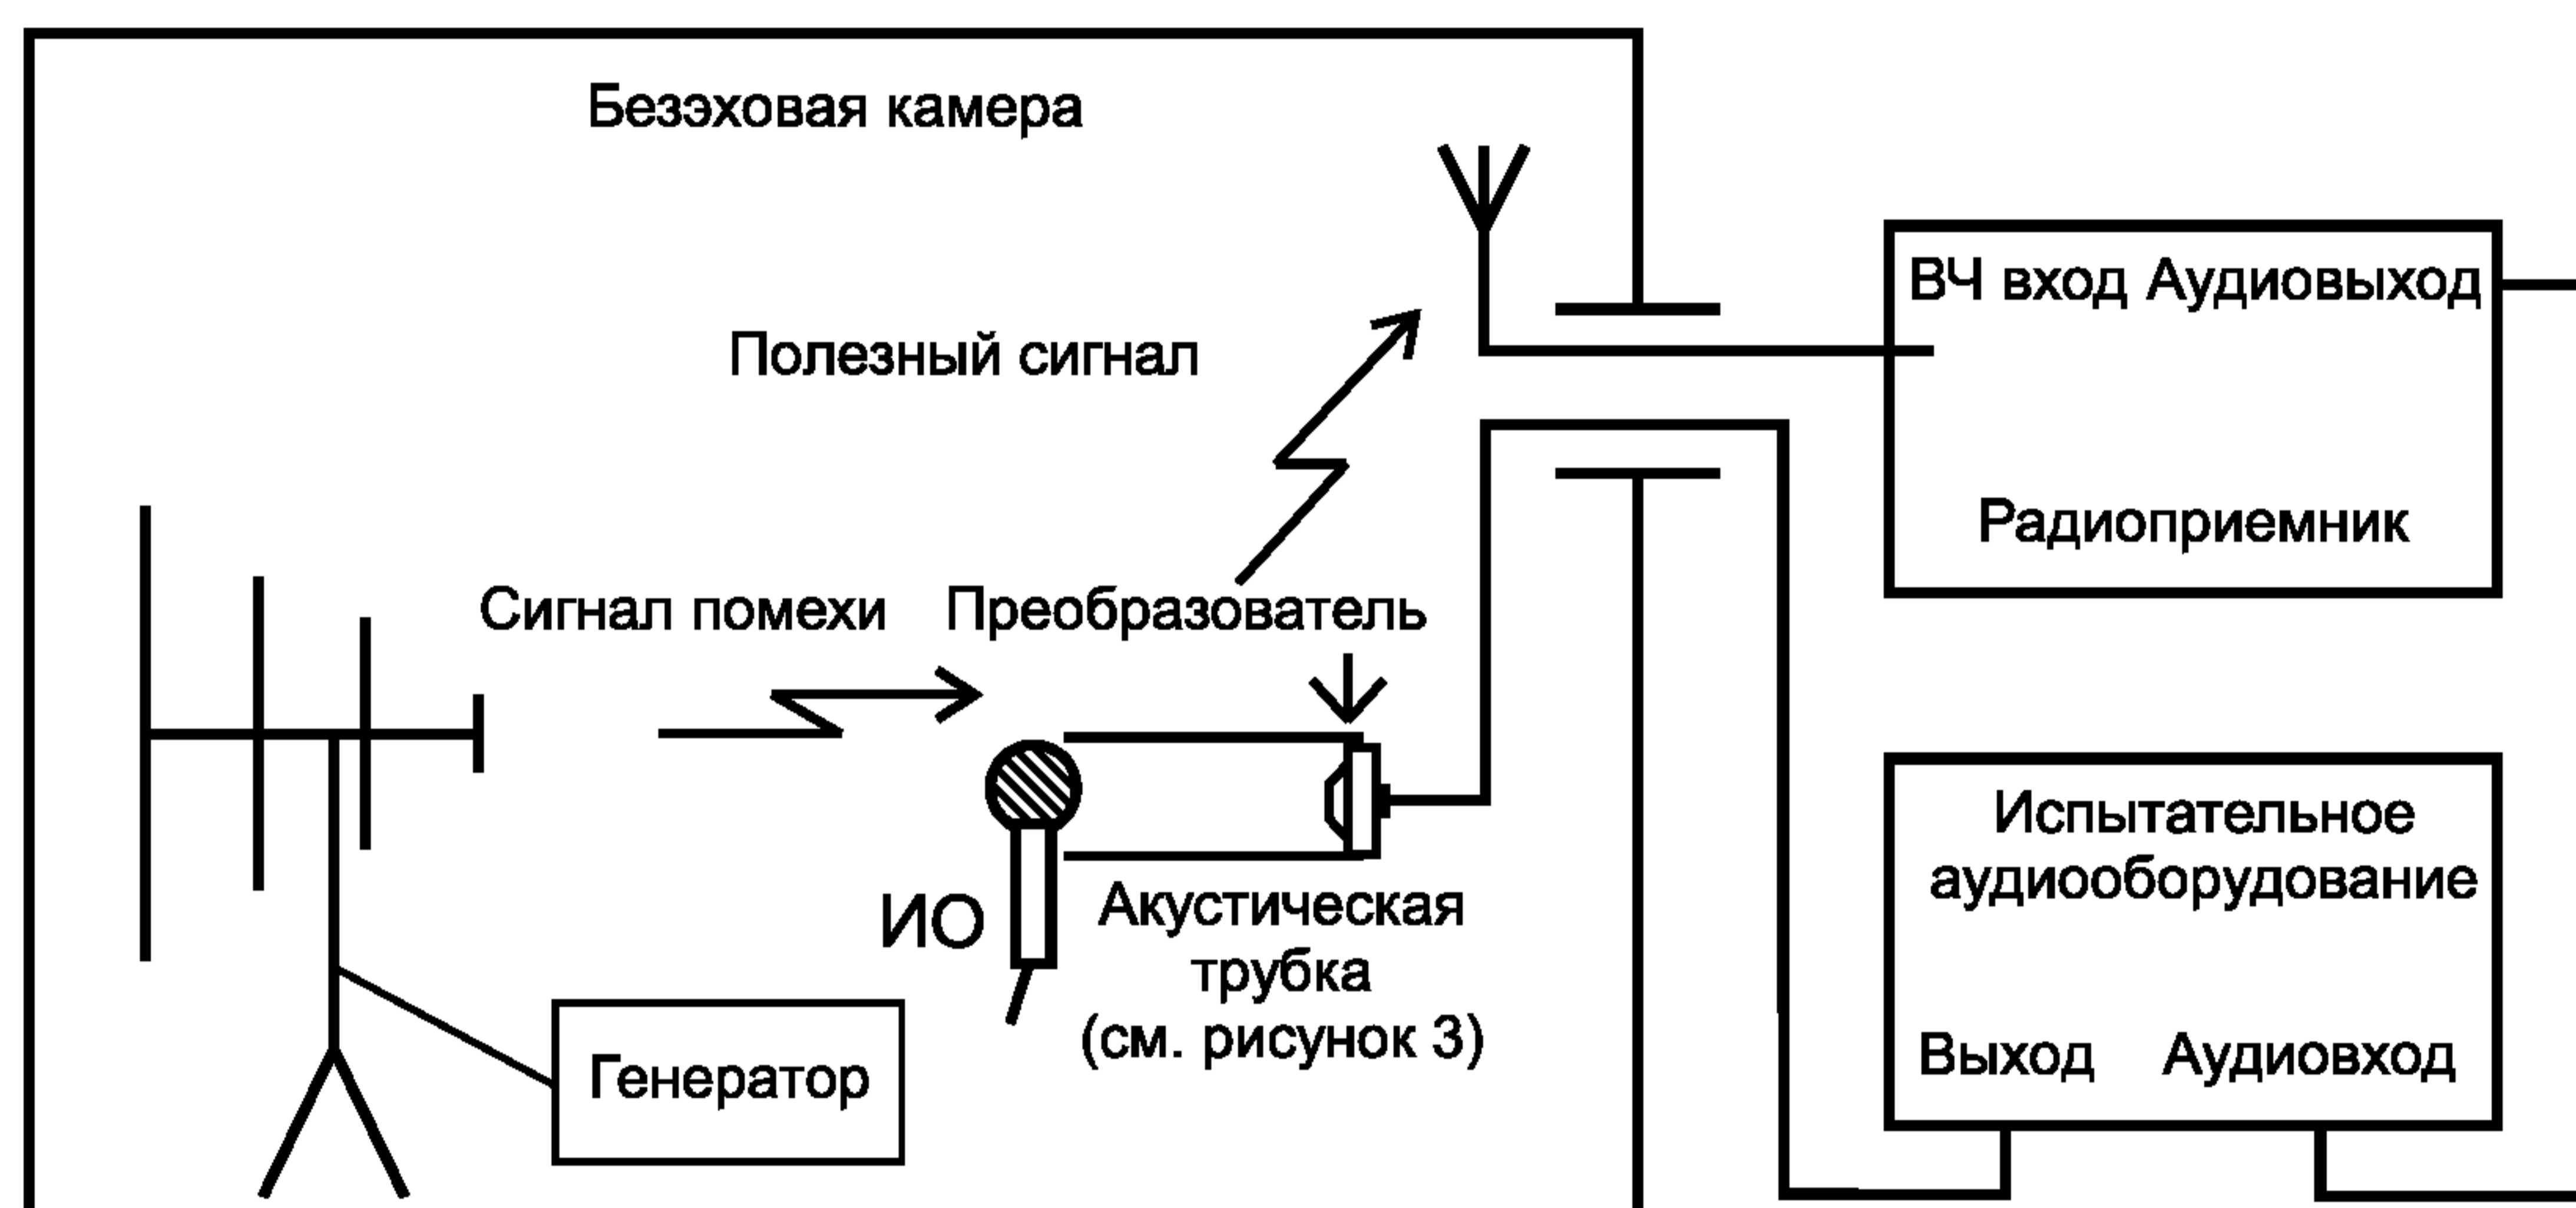 Безэховая камера
ВЧ вход Аудиовыход
Полезный сигнал
Радиоприемник
Сигнал помехи
Преобразователь
Испытательное
аудиооборудование
ИО
Акустическая
трубка
(см. рисунок 3)
Выход
Аудиовход
Генератор